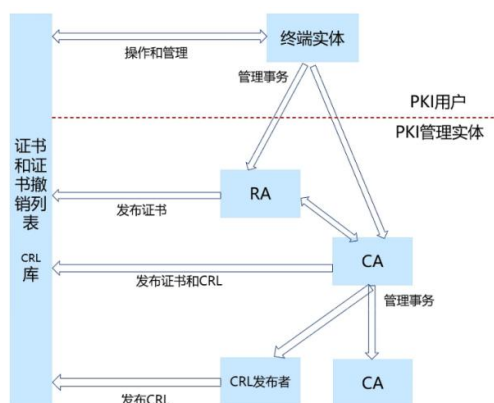 终端实体
操作和管理
管理事务
PKI用户
PKI管理实体
证书
和证
书撤
销列
表
CRL
库
RA
发布证书
CA
发布证书和CRL
管理事务
CRL发布者
CA
发布CRL